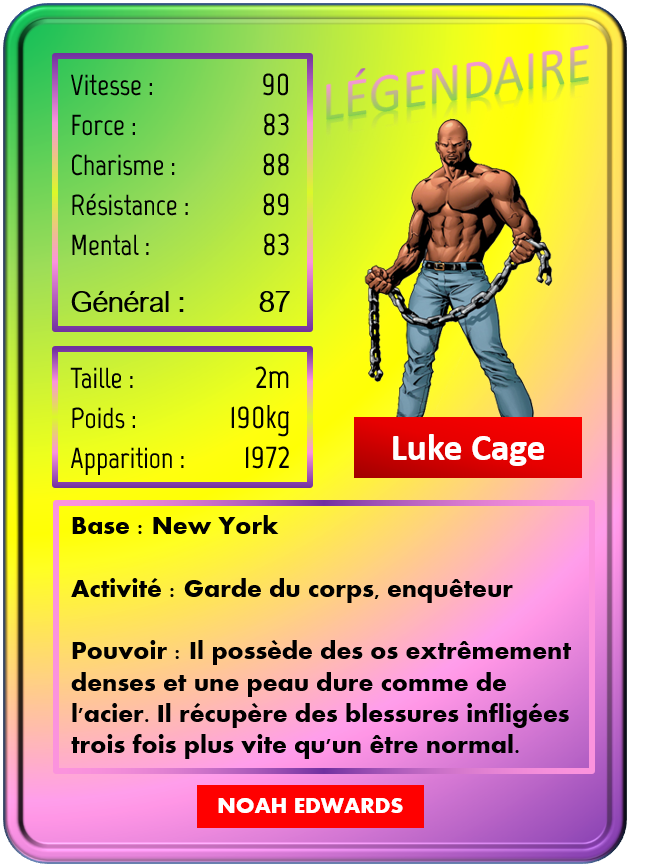 LÉGENDAIRE
Vitesse : 90
Force : 83
Charisme : 88
Résistance : 89
Mental : 83
Général : 87
Taille : 2m
Poids : 190kg
Apparition : 1972
Luke Cage
Base : New York
Activité : Garde du corps, enquêteur
Pouvoir : Il possède des os extrêmement
denses et une peau dure comme de
l'acier. Il récupère des blessures infligées
trois fois plus vite qu'un être normal.
NOAH EDWARDS